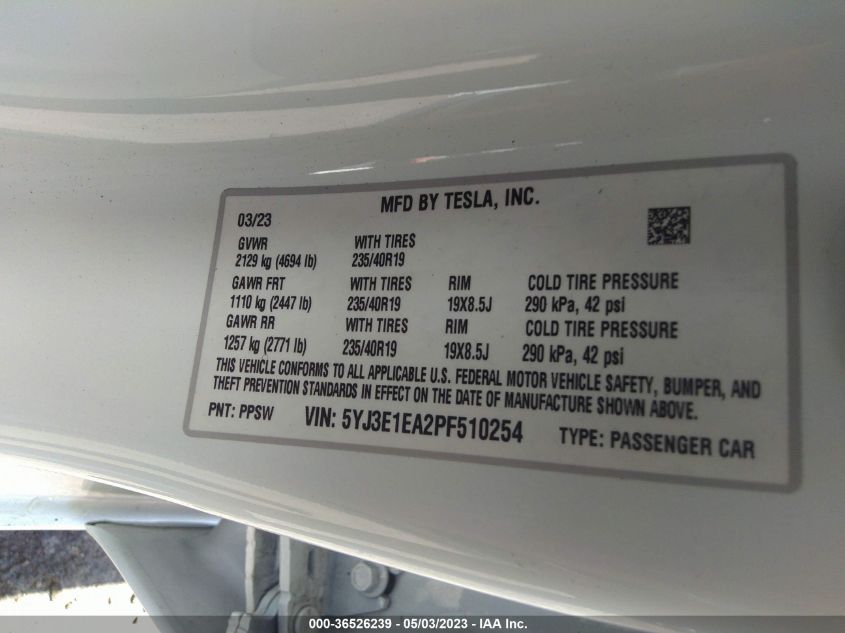 MFD BY TESLA, INC.
03/23
GVWR WITH TIRES
2129 kg (4694 lb) 235/40R19
GAWR FRT WITH TIRES RIM COLD TIRE PRESSURE
1110 kg (2447 lb) 235/40R19 19X8.5J 290 kPa, 42 psi
GAWR RR WITH TIRES RIM COLD TIRE PRESSURE
1257 kg (2771 lb) 235/40R19 19X8.5J 290 kPa, 42 psi
THIS VEHICLE CONFORMS TO ALL APPLICABLE U.S. FEDERAL MOTOR VEHICLE SAFETY, BUMPER, AND
THEFT PREVENTION STANDARDS IN EFFECT ON THE DATE OF MANUFACTURE SHOWN ABOVE.
PNT: PPSW VIN: 5YJ3E1EA2PF510254 TYPE: PASSENGER CAR
000-36526239 - 05/03/2023 - IAA Inc.